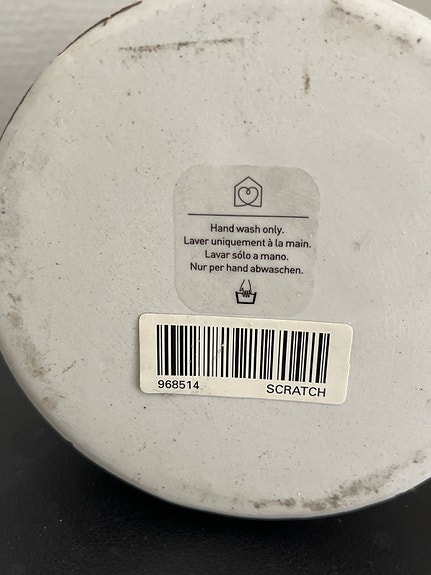 Hand wash only.
Laver uniquement à la main.
Lavar sólo a mano.
Nur per hand abwaschen.
968514 SCRATCH